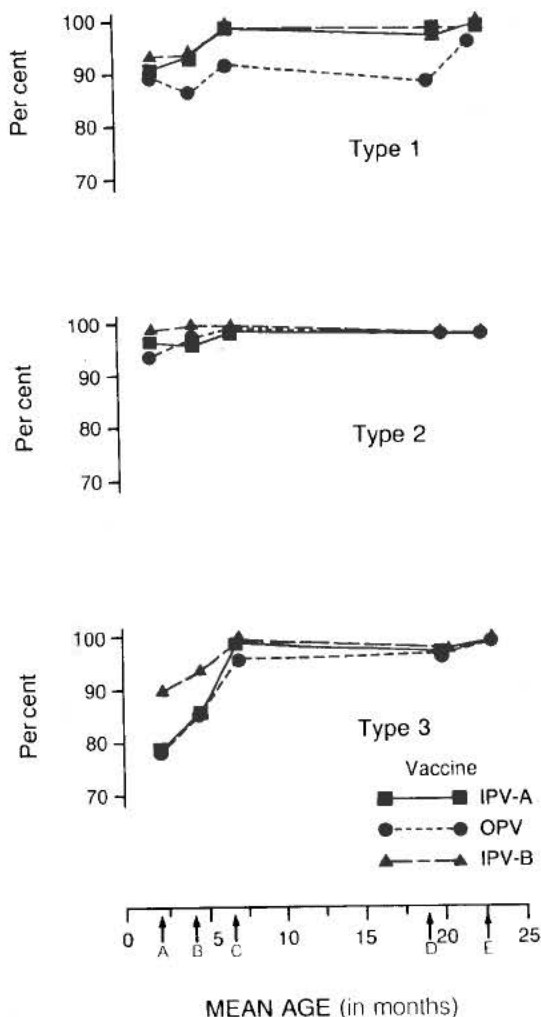 100
90
80
70
Per cent
Type 1
100
90
80
70
Per cent
Type 2
100
90
80
70
Per cent
Type 3
Vaccine
IPV-A
OPV
IPV-B
0 5 10 15 20 25
A B C D E
MEAN AGE (in months)